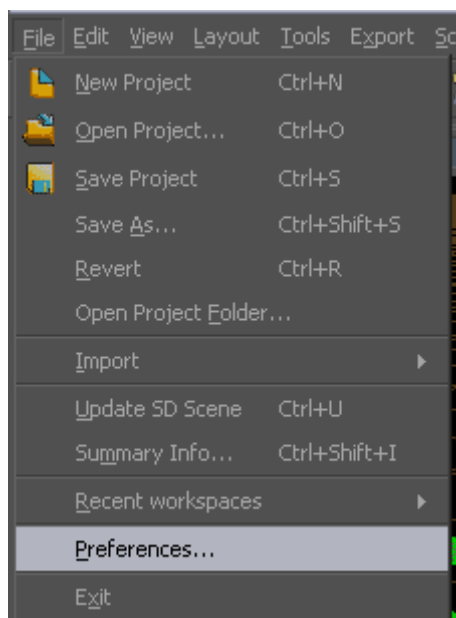 File Edit View Layout Tools Export Sc
New Project Ctrl+N
Open Project... Ctrl+O
Save Project Ctrl+S
Save As... Ctrl+Shift+S
Revert Ctrl+R
Open Project Folder...
Import
Update SD Scene Ctrl+U
Summary Info... Ctrl+Shift+I
Recent workspaces
Preferences...
Exit